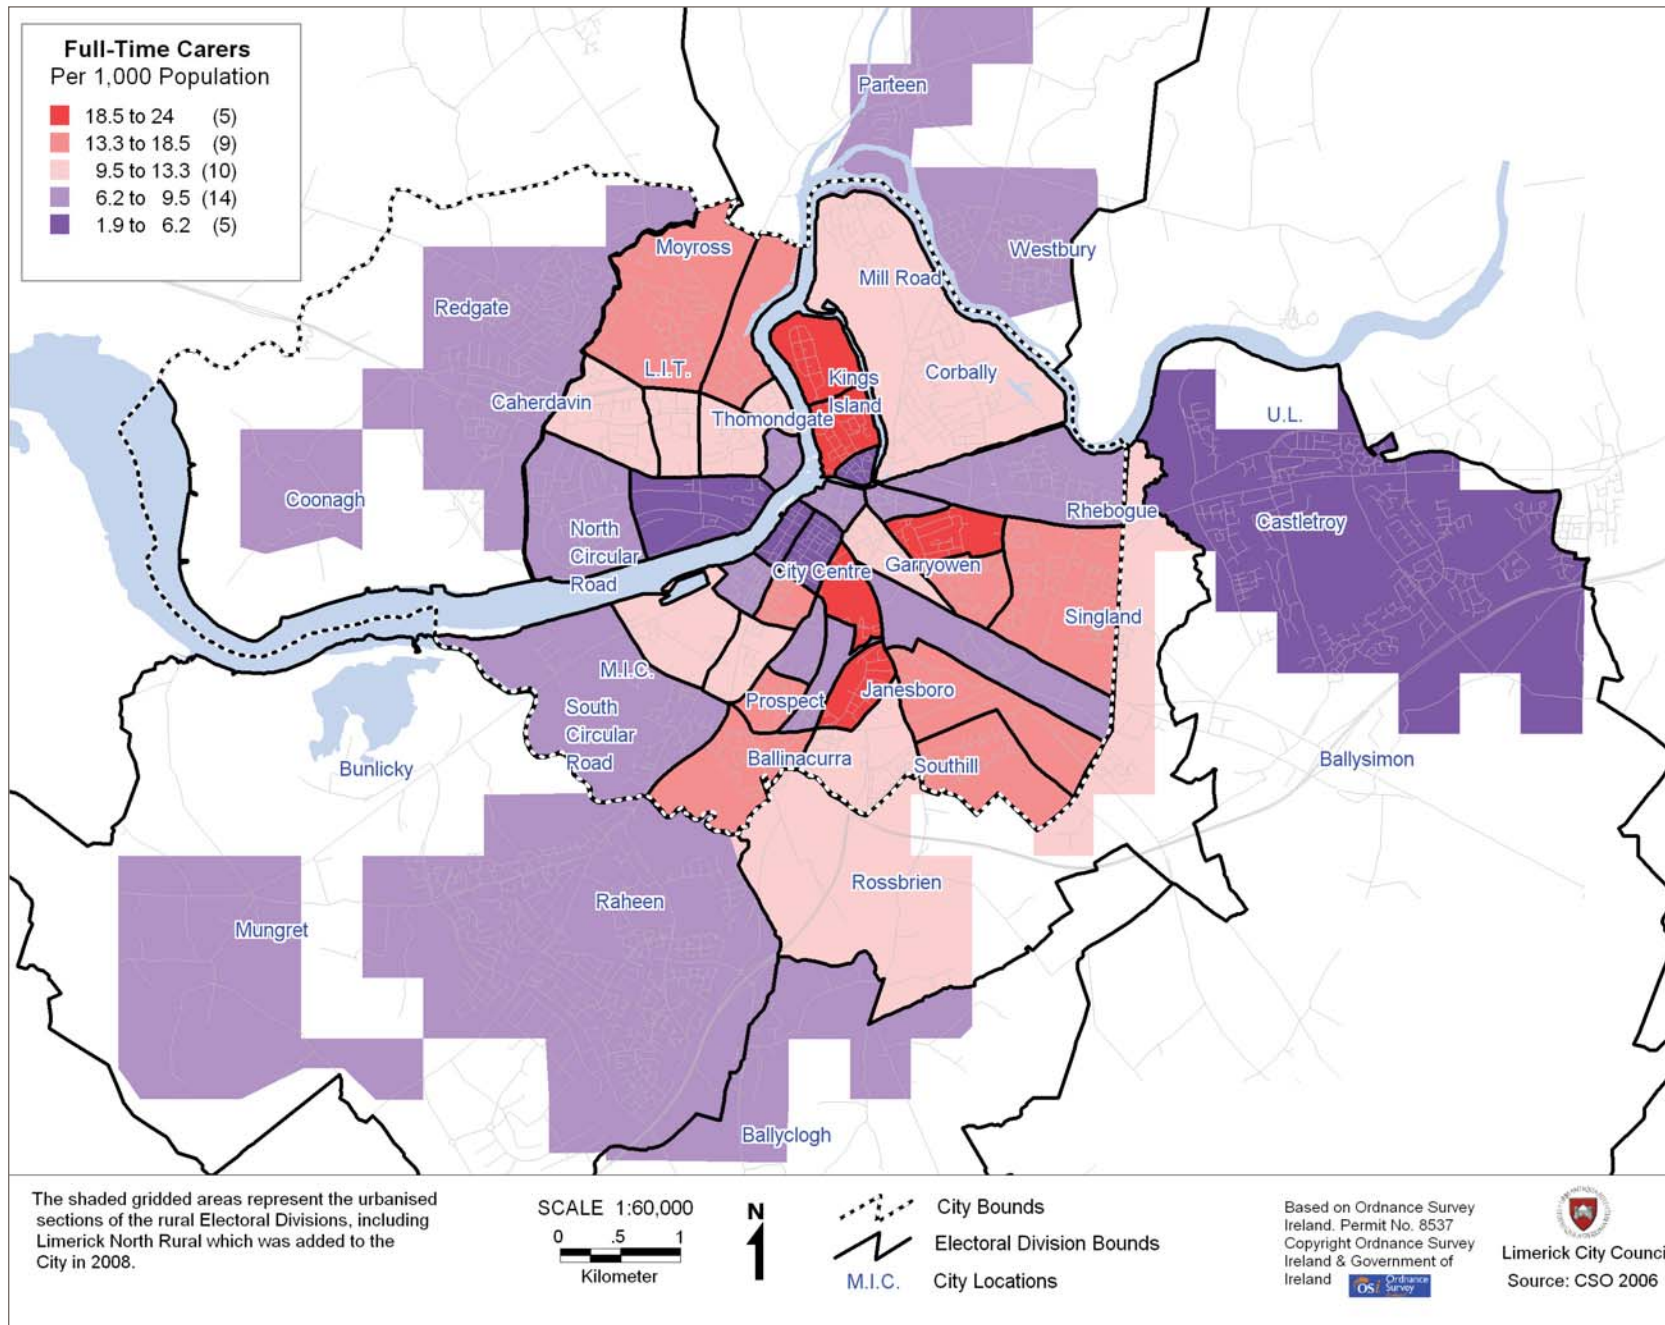 Full-Time Carers
Per 1,000 Population
18.5 to 24 (5)
13.3 to 18.5 (9)
9.5 to 13.3 (10)
6.2 to 9.5 (14)
1.9 to 6.2 (5)
Parteen
Westbury
Moyross
Mill Road
Redgate
L.I.T.
Kings
Island
Corbally
Caherdavin
Thomondgate
U.L.
Coonagh
North
Circular
Road
Rhebogue
Castletroy
City Centre
Garryowen
Singland
M.I.C.
South
Circular
Road
Prospect
Janesboro
Bunlicky
Ballinacurra
Southill
Ballysimon
Raheen
Rossbrien
Mungret
Ballyclogh
The shaded gridded areas represent the urbanised
sections of the rural Electoral Divisions, including
Limerick North Rural which was added to the
City in 2008.
SCALE 1:60,000
0 .5 1
Kilometer
N
City Bounds
Electoral Division Bounds
M.I.C. City Locations
Based on Ordnance Survey
Ireland. Permit No. 8537
Copyright Ordnance Survey
Ireland & Government of
Ireland
OSi Ordnance
Survey
Limerick City Counci
Source: CSO 2006